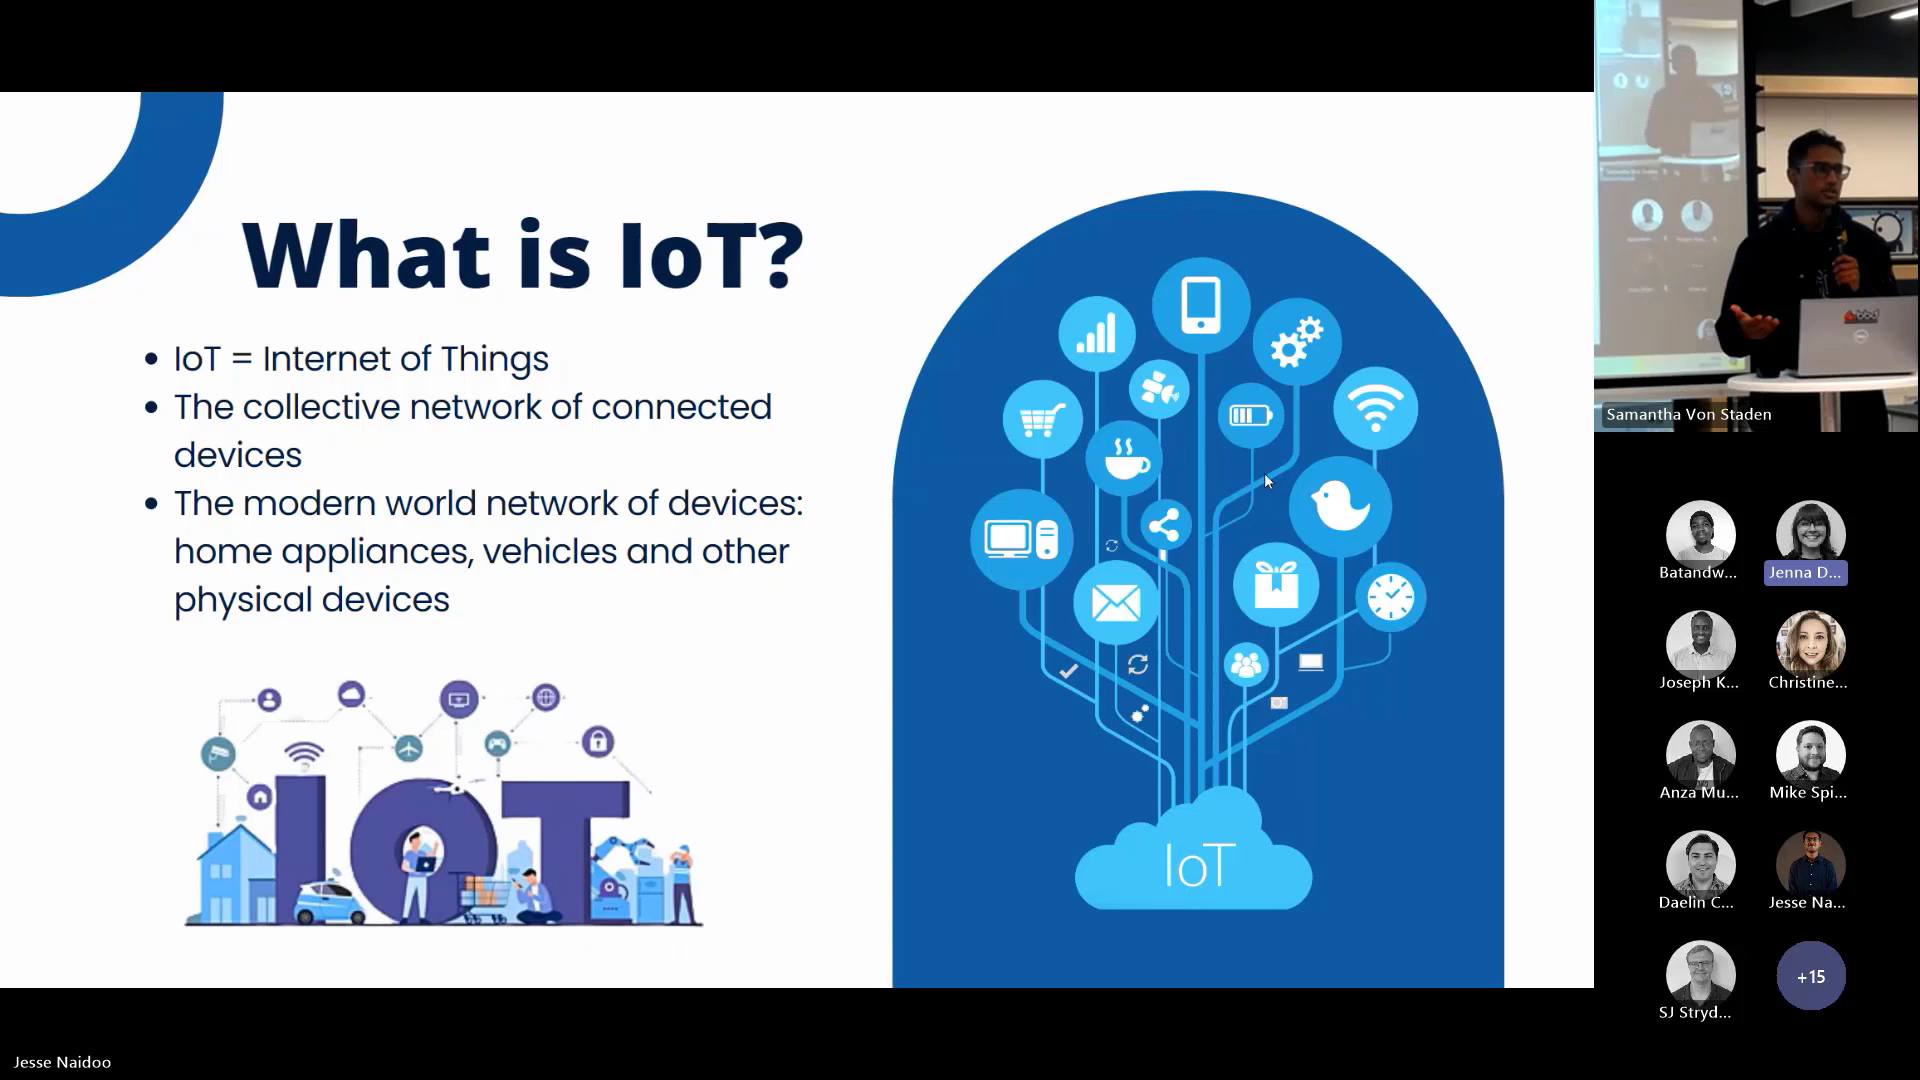 What is IoT?
• IoT = Internet of Things
• The collective network of connected
devices
• The modern world network of devices:
home appliances, vehicles and other
physical devices
IoT
IoT
Samantha Von Staden
Batandw...
Jenna D...
Joseph K...
Christine...
Anza Mu...
Mike Spi...
Daelin C...
Jesse Na...
SJ Stryd...
+15
Jesse Naidoo